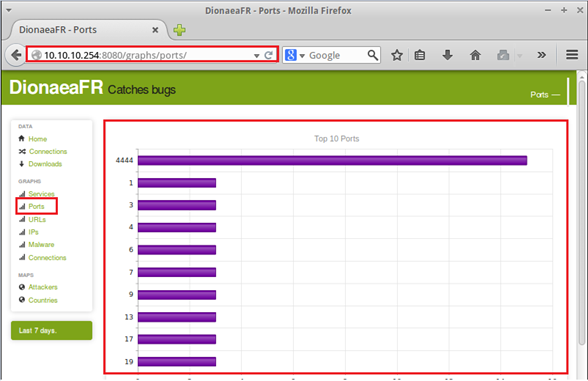 DionaeaFR - Ports - Mozilla Firefox
DionaeaFR - Ports
10.10.10.254:8080/graphs/ports/
Google
DionaeaFR Catches bugs
Ports —
DATA
Home
Connections
Downloads
GRAPHS
Services
Ports
URLs
IPs
Malware
Connections
MAPS
Attackers
Countries
Last 7 days.
Top 10 Ports
4444
1
3
4
6
7
9
13
17
19